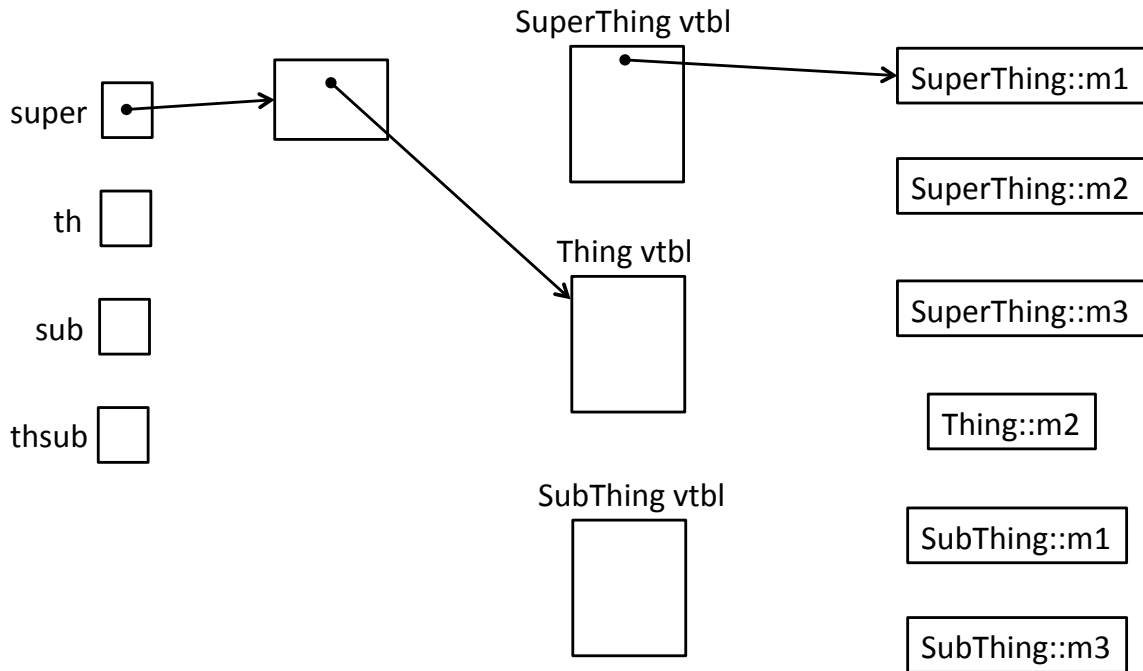 SuperThing vtbl
SuperThing::m1
super
SuperThing::m2
th
Thing vtbl
SuperThing::m3
sub
Thing::m2
thsub
SubThing vtbl
SubThing::m1
SubThing::m3